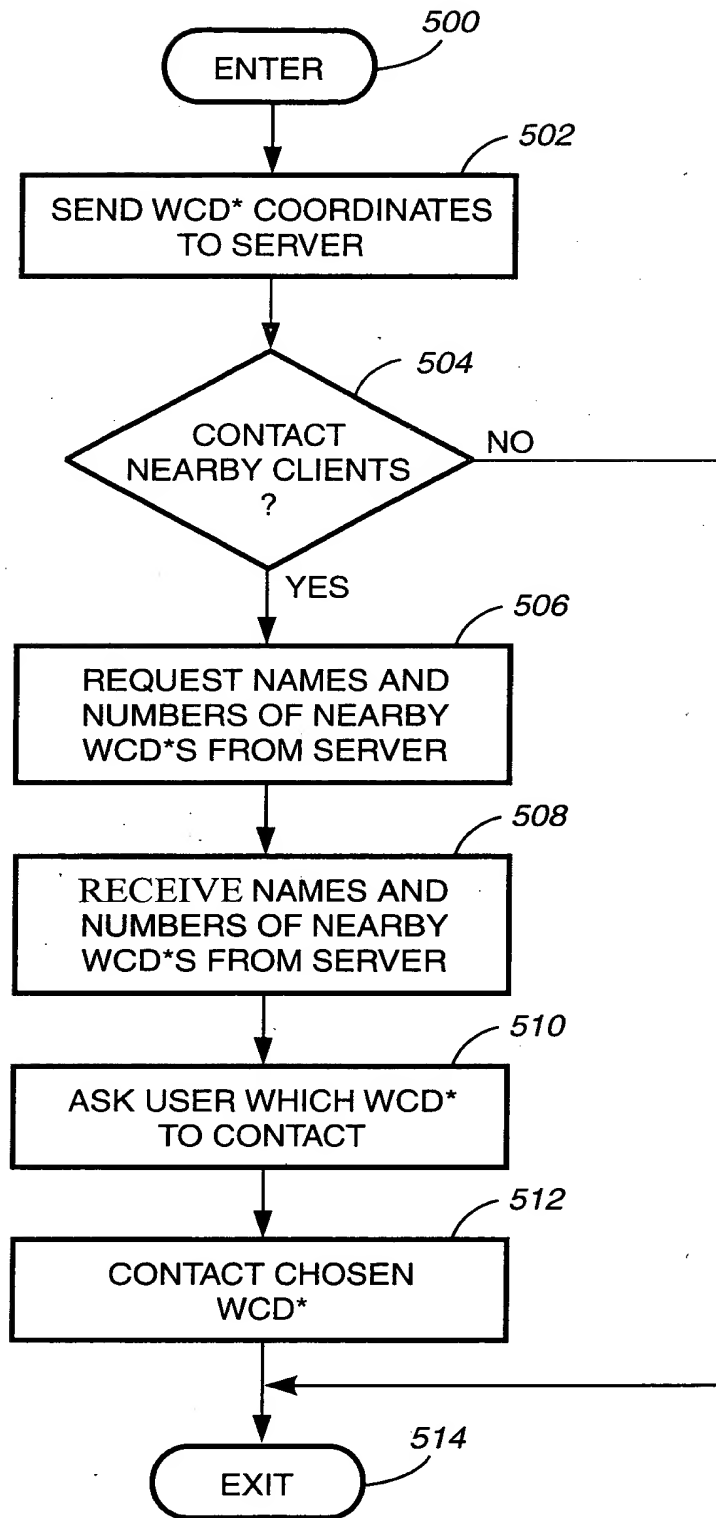 500
ENTER
502
SEND WCD* COORDINATES
TO SERVER
504
CONTACT
NEARBY CLIENTS
?
NO
YES
506
REQUEST NAMES AND
NUMBERS OF NEARBY
WCD*S FROM SERVER
508
RECEIVE NAMES AND
NUMBERS OF NEARBY
WCD*S FROM SERVER
510
ASK USER WHICH WCD*
TO CONTACT
512
CONTACT CHOSEN
WCD*
514
EXIT